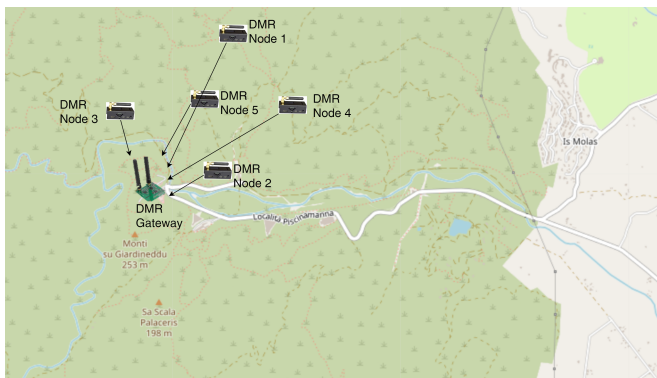 DMR
Node 1
DMR
Node 5
DMR
Node 4
DMR
Node 3
Is Molas
DMR
Node 2
DMR
Gateway
Località Piscinamanna
Monti
su Giardineddu
253 m
Sa Scala
Palaceris
198 m